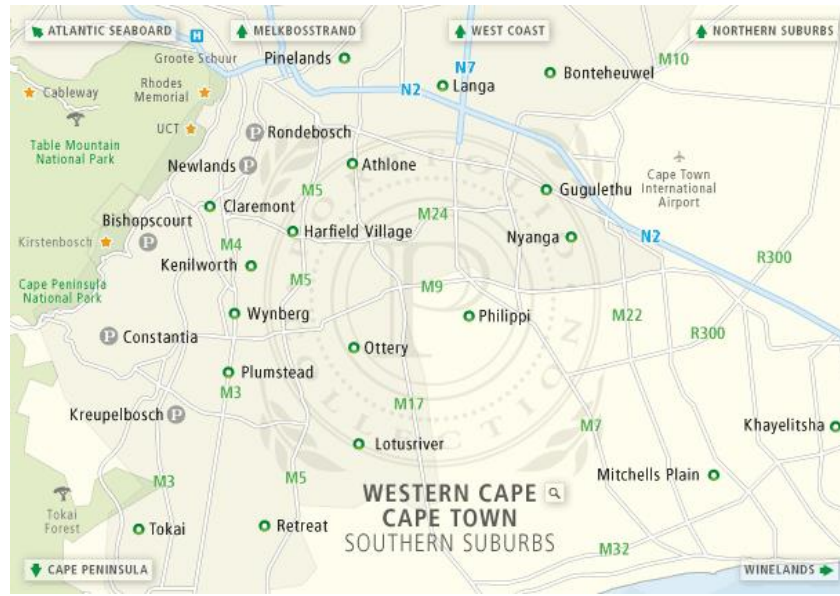 ATLANTIC SEABOARD
MELKBOSSTRAND
WEST COAST
NORTHERN SUBURBS
H
Groote Schuur
Pinelands
N7
M10
Cableway
Rhodes
Memorial
N2
Langa
Bonteheuwel
UCT
P
Rondebosch
Table Mountain
National Park
Newlands
P
Athlone
Cape Town
International
Airport
M5
Gugulethu
Claremont
M24
Bishopscourt
P
Harfield Village
Nyanga
N2
Kirstenbosch
M4
Kenilworth
R300
Cape Peninsula
National Park
M5
M9
Wynberg
Philippi
M22
P
Constantia
R300
Ottery
Plumstead
M3
M17
Kreupelbosch
P
M7
Khayelitsha
Lotusriver
M3
M5
Mitchells Plain
Tokai
Forest
WESTERN CAPE
CAPE TOWN
SOUTHERN SUBURBS
Tokai
Retreat
M32
CAPE PENINSULA
WINELANDS
PORTFOLIO
COLLECTION
P